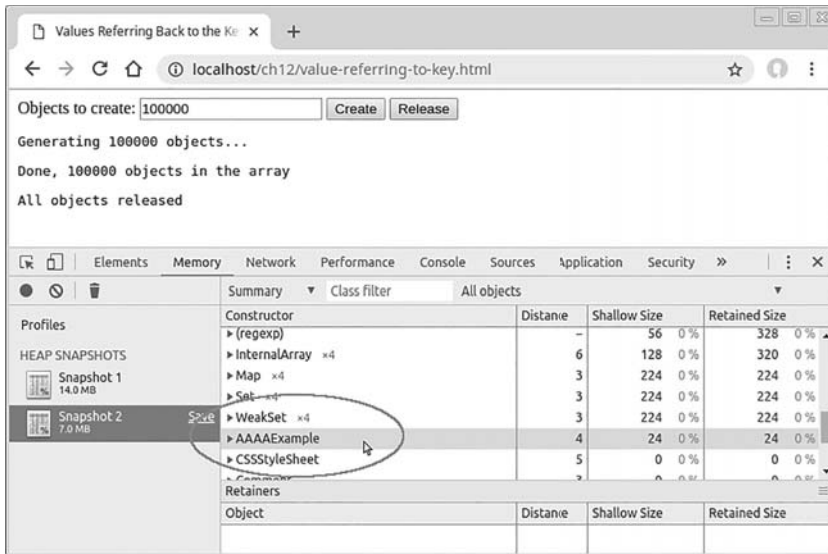 Values Referring Back to the Ke × +
localhost/ch12/value-referring-to-key.html
Objects to create: 100000 Create Release
Generating 100000 objects...
Done, 100000 objects in the array
All objects released
Elements Memory Network Performance Console Sources Application Security »
Summary ▼ Class filter All objects ▼
Profiles
HEAP SNAPSHOTS
Snapshot 1
14.0 MB
Snapshot 2 Save
7.0 MB
Constructor Distance Shallow Size Retained Size
(regexp) – 56 0 % 328 0 %
InternalArray ×4 6 128 0 % 320 0 %
Map ×4 3 224 0 % 224 0 %
Set ×4 3 224 0 % 224 0 %
WeakSet ×4 3 224 0 % 224 0 %
AAAAExample 4 24 0 % 24 0 %
CSSStyleSheet 5 0 0 % 0 0 %
Retainers
Object Distance Shallow Size Retained Size